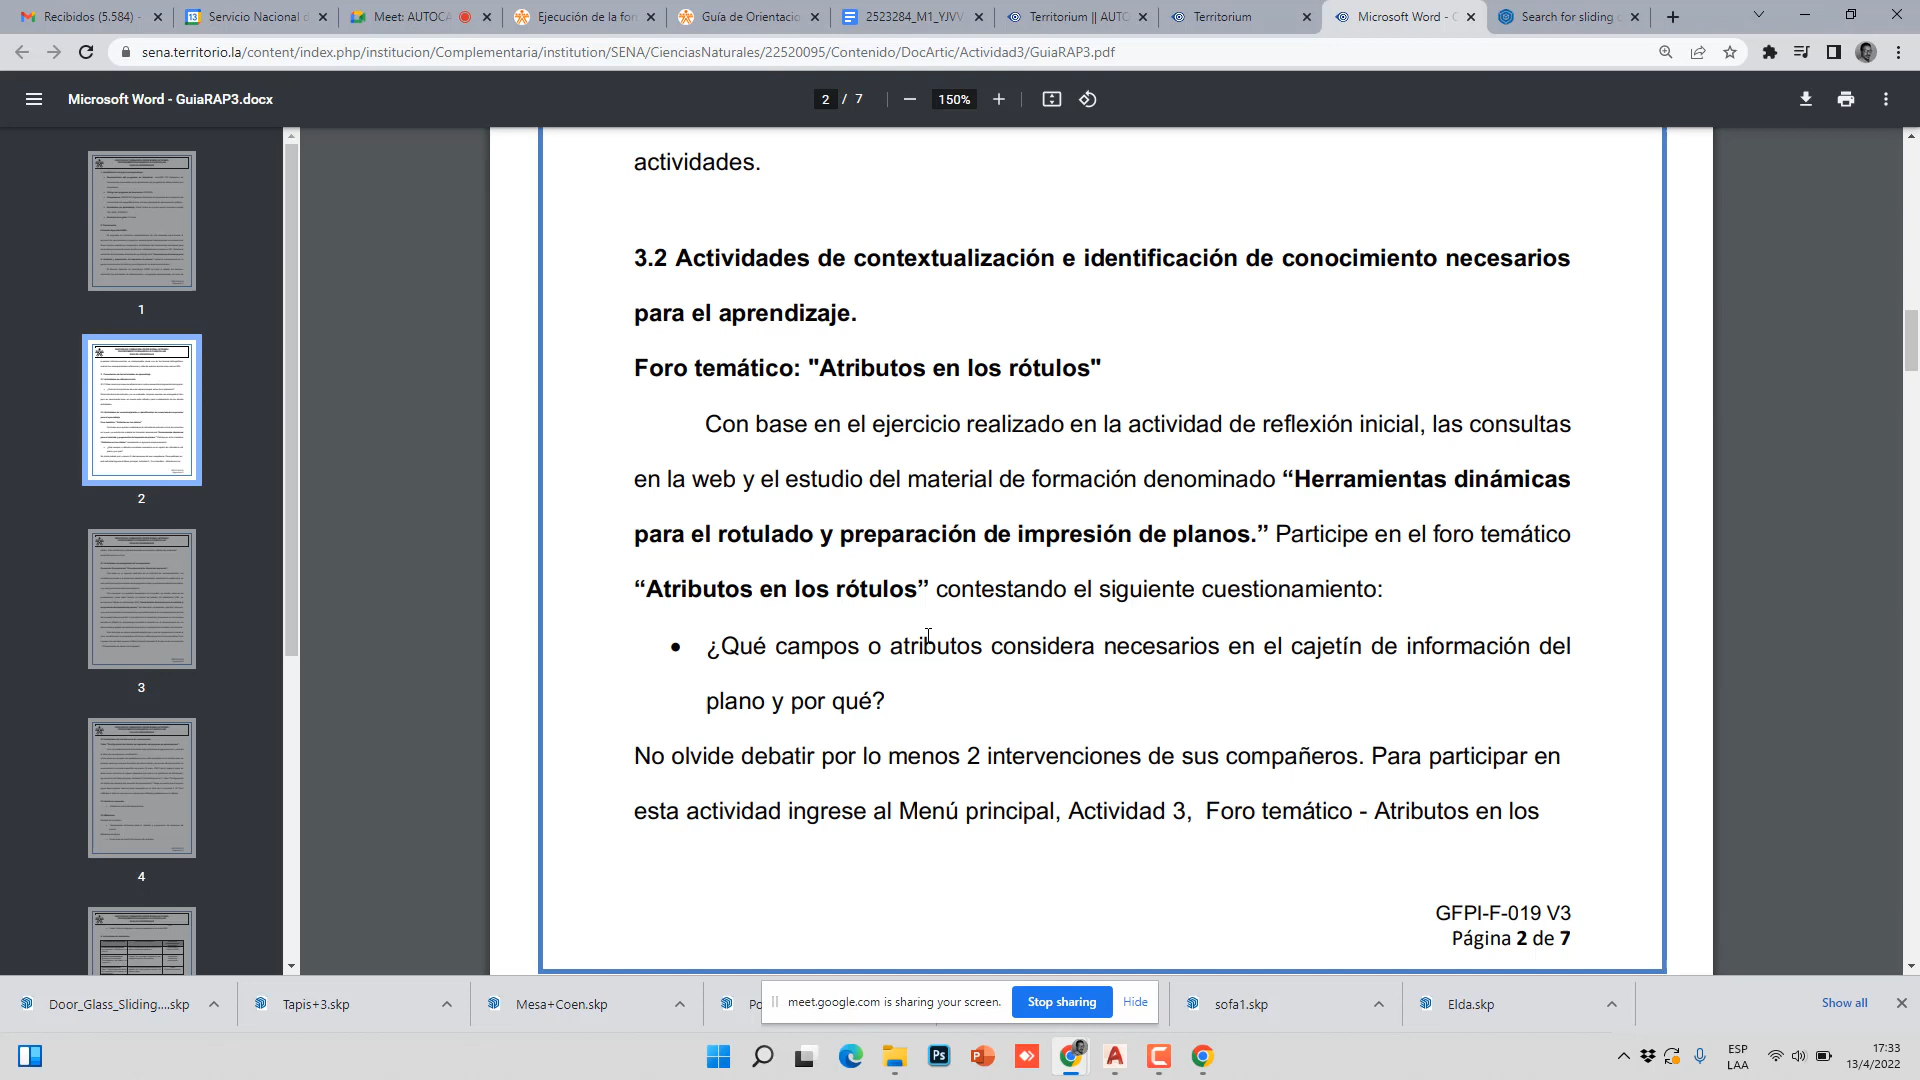 Recibidos (5.584) -
Servicio Nacional d
Meet: AUTOCA
Ejecución de la for
Guía de Orientacio
2523284_M1_YJVV
Territorium || AUTO
Territorium
Microsoft Word - G
Search for sliding d
sena.territorio.la/content/index.php/institucion/Complementaria/institution/SENA/CienciasNaturales/22520095/Contenido/DocArtic/Actividad3/GuiaRAP3.pdf
Microsoft Word - GuiaRAP3.docx
2 / 7
150%
1
2
3
4
actividades.
3.2 Actividades de contextualización e identificación de conocimiento necesarios
para el aprendizaje.
Foro temático: "Atributos en los rótulos"
Con base en el ejercicio realizado en la actividad de reflexión inicial, las consultas
en la web y el estudio del material de formación denominado “Herramientas dinámicas
para el rotulado y preparación de impresión de planos.” Participe en el foro temático
“Atributos en los rótulos” contestando el siguiente cuestionamiento:
• ¿Qué campos o atributos considera necesarios en el cajetín de información del
plano y por qué?
No olvide debatir por lo menos 2 intervenciones de sus compañeros. Para participar en
esta actividad ingrese al Menú principal, Actividad 3, Foro temático - Atributos en los
GFPI-F-019 V3
Página 2 de 7
Door_Glass_Sliding....skp
Tapis+3.skp
Mesa+Coen.skp
Po
meet.google.com is sharing your screen.
Stop sharing
Hide
sofa1.skp
Elda.skp
Show all
Ps
ESP
LAA
17:33
13/4/2022